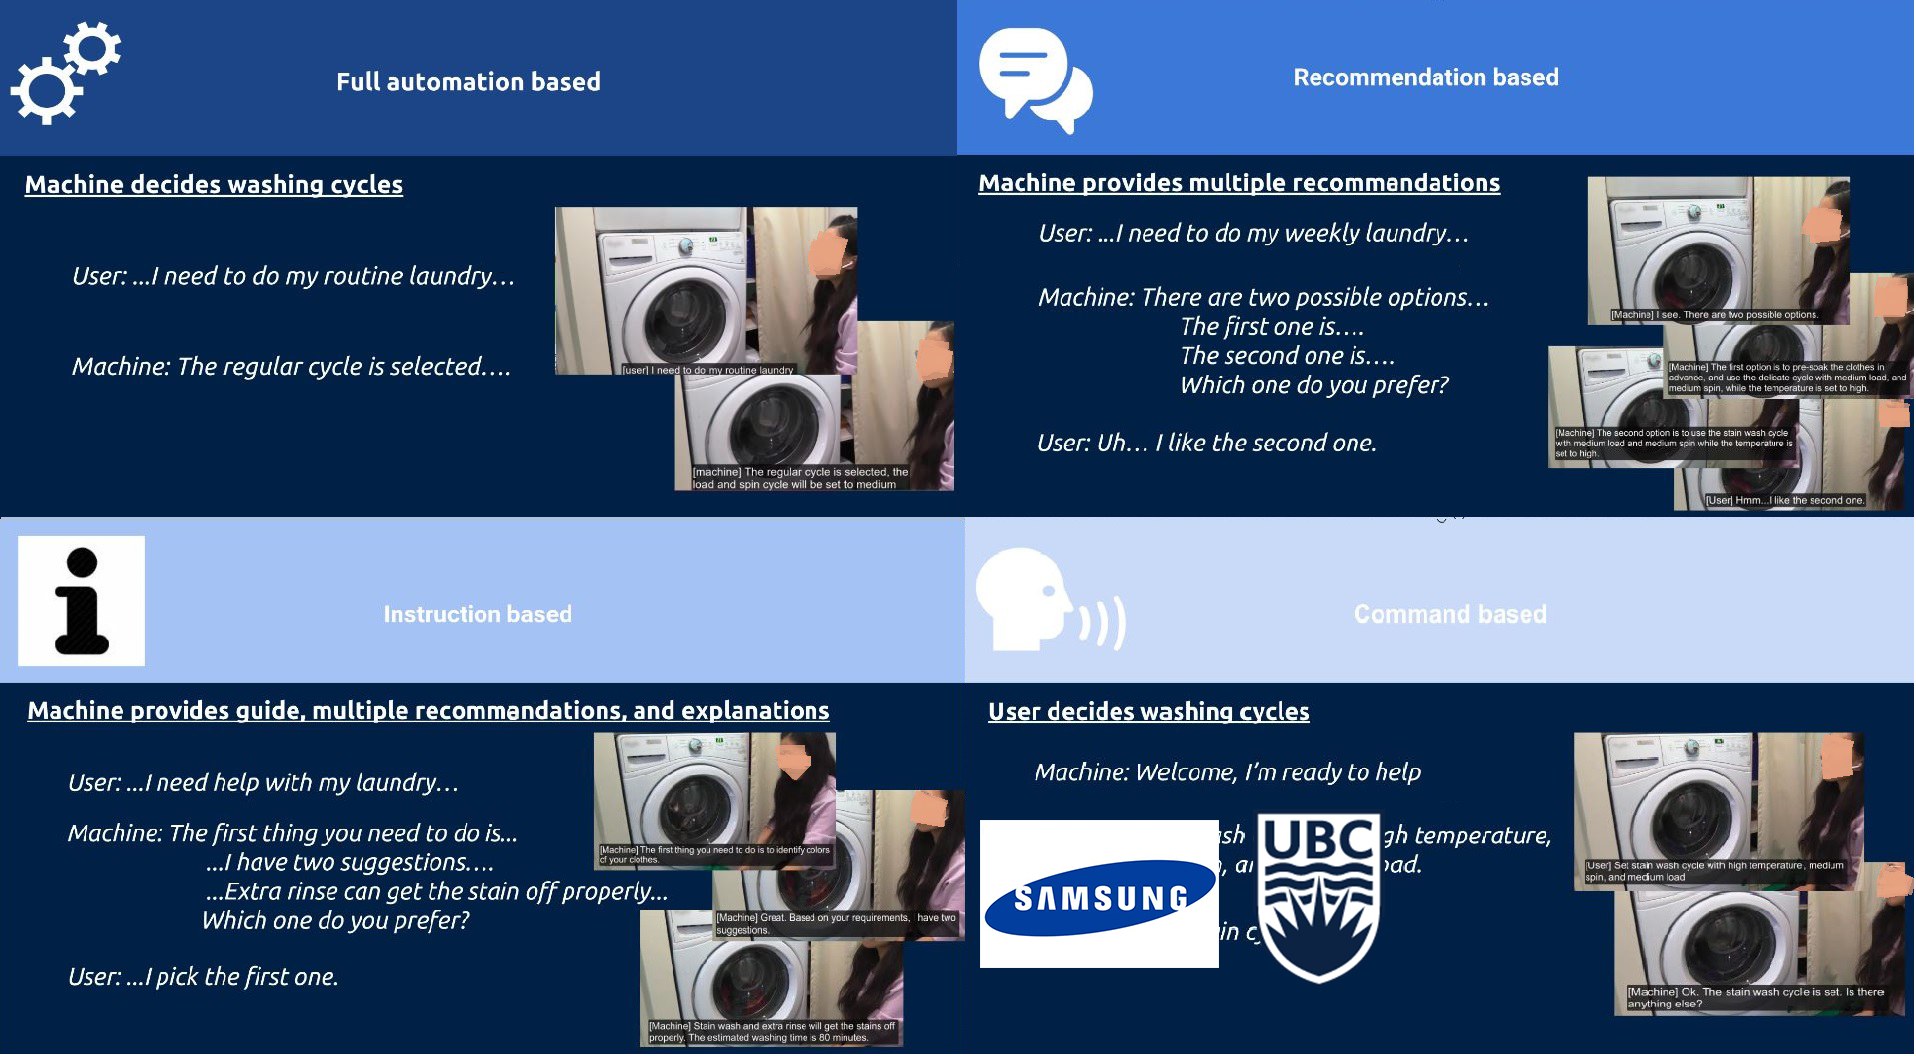 Full automation based
Machine decides washing cycles
User: ...I need to do my routine laundry...
Machine: The regular cycle is selected....
[user] I need to do my routine laundry
[machine] The regular cycle is selected, the
load and spin cycle will be set to medium
Recommendation based
Machine provides multiple recommandations
User: ...I need to do my weekly laundry...
Machine: There are two possible options...
The first one is....
The second one is....
Which one do you prefer?
User: Uh... I like the second one.
[Machine] I see. There are two possible options.
[Machine] The first option is to pre-soak the clothes in
advance, and use the delicate cycle with medium load, and
medium spin, while the temperature is set to high.
[Machine] The second option is to use the stain wash cycle
with medium load and medium spin while the temperature is
set to high.
[User] Hmm...I like the second one.
Instruction based
Machine provides guide, multiple recommandations, and explanations
User: ...I need help with my laundry...
Machine: The first thing you need to do is...
...I have two suggestions....
...Extra rinse can get the stain off properly...
Which one do you prefer?
User: ...I pick the first one.
[Machine] The first thing you need to do is to identify colors
of your clothes.
[Machine] Great. Based on your requirements, I have two
suggestions.
[Machine] Stain wash and extra rinse will get the stains off
properly. The estimated washing time is 80 minutes.
Command based
User decides washing cycles
Machine: Welcome, I'm ready to help
temperature,
SAMSUNG
UBC
[User] Set stain wash cycle with high temperature, medium
spin, and medium load
[Machine] Ok. The stain wash cycle is set. Is there
anything else?